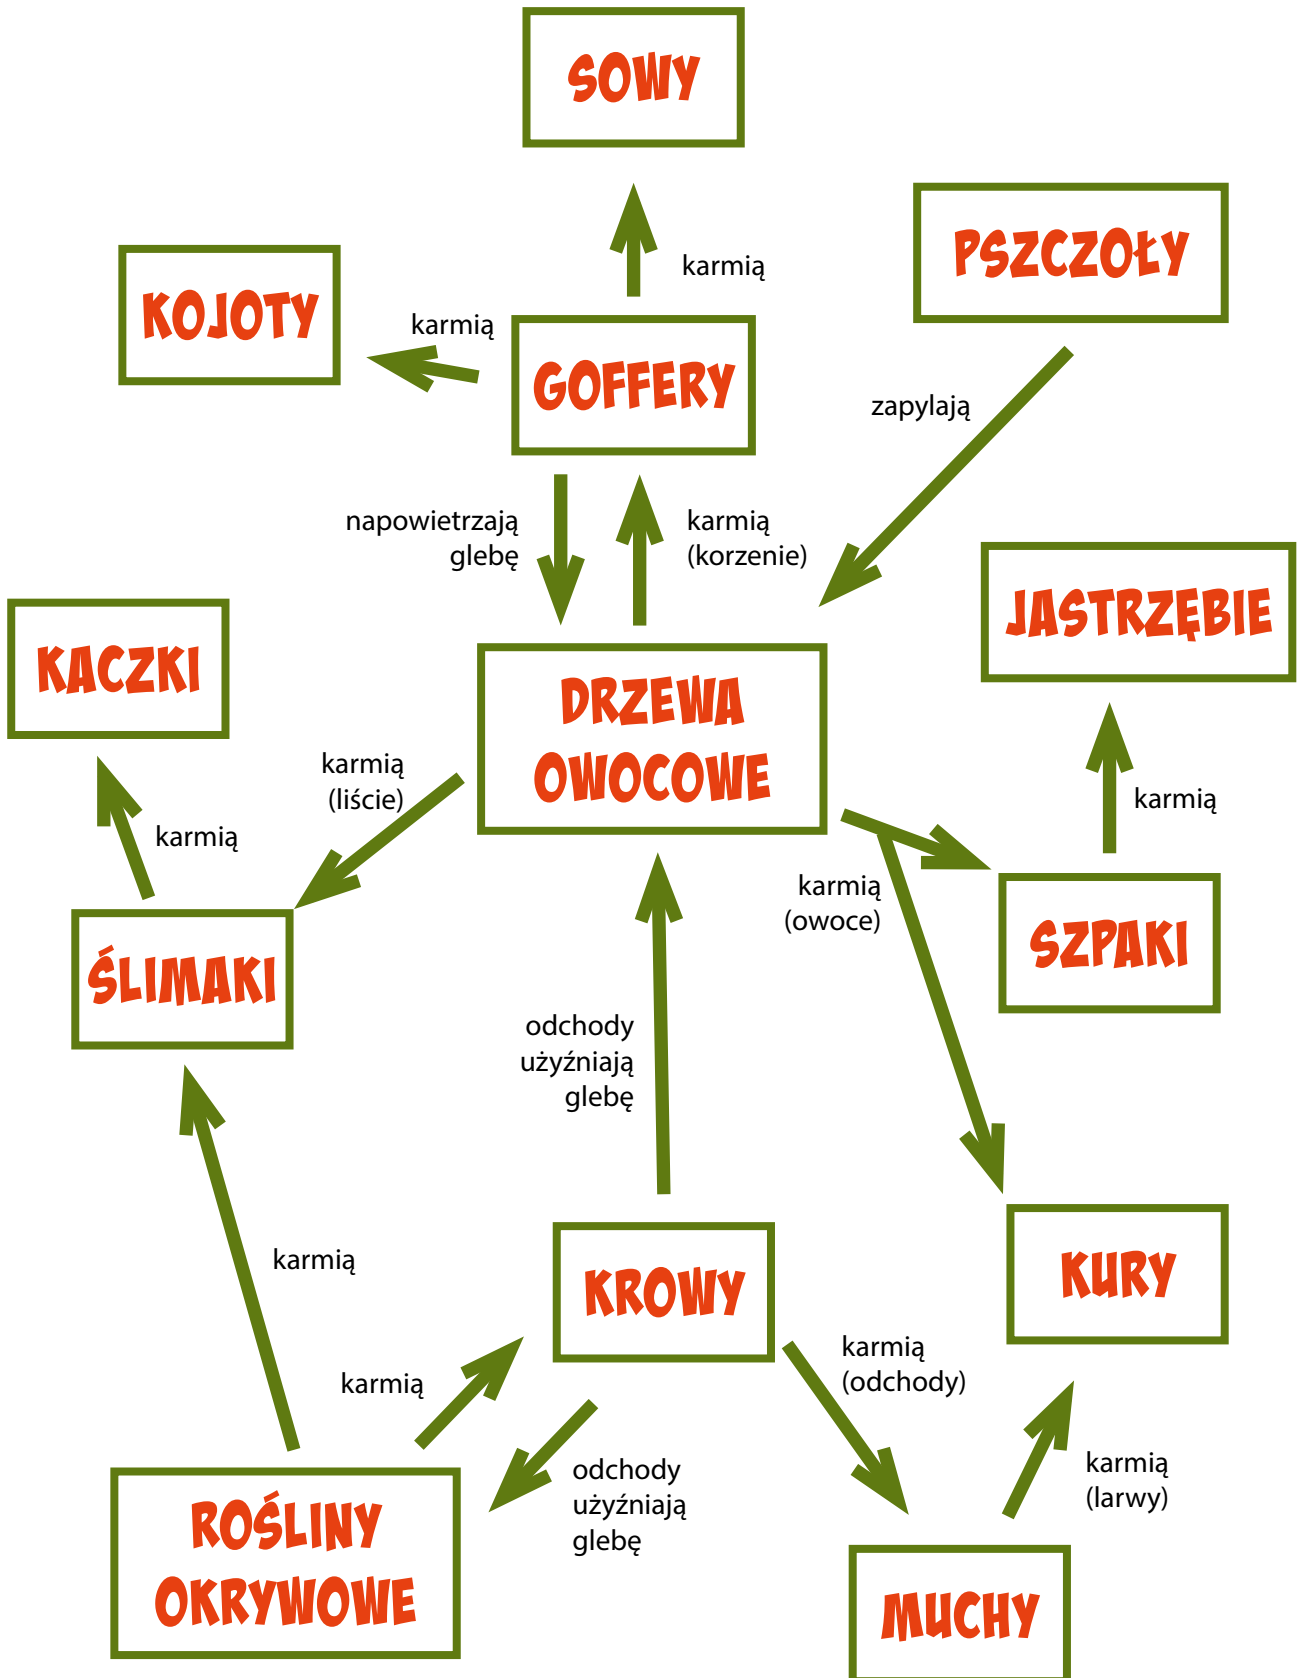 SOWY
PSZCZOŁY
karmią
KOJOTY
karmią
GOFFERY
zapylają
napowietrzają
glebę
karmią
(korzenie)
JASTRZĘBIE
KACZKI
DRZEWA
OWOCOWE
karmią
(liście)
karmią
karmią
karmią
(owoce)
SZPAKI
ŚLIMAKI
odchody
użyźniają
glebę
karmią
KROWY
KURY
karmią
karmią
(odchody)
odchody
użyźniają
glebę
karmią
(larwy)
ROŚLINY
OKRYWOWE
MUCHY